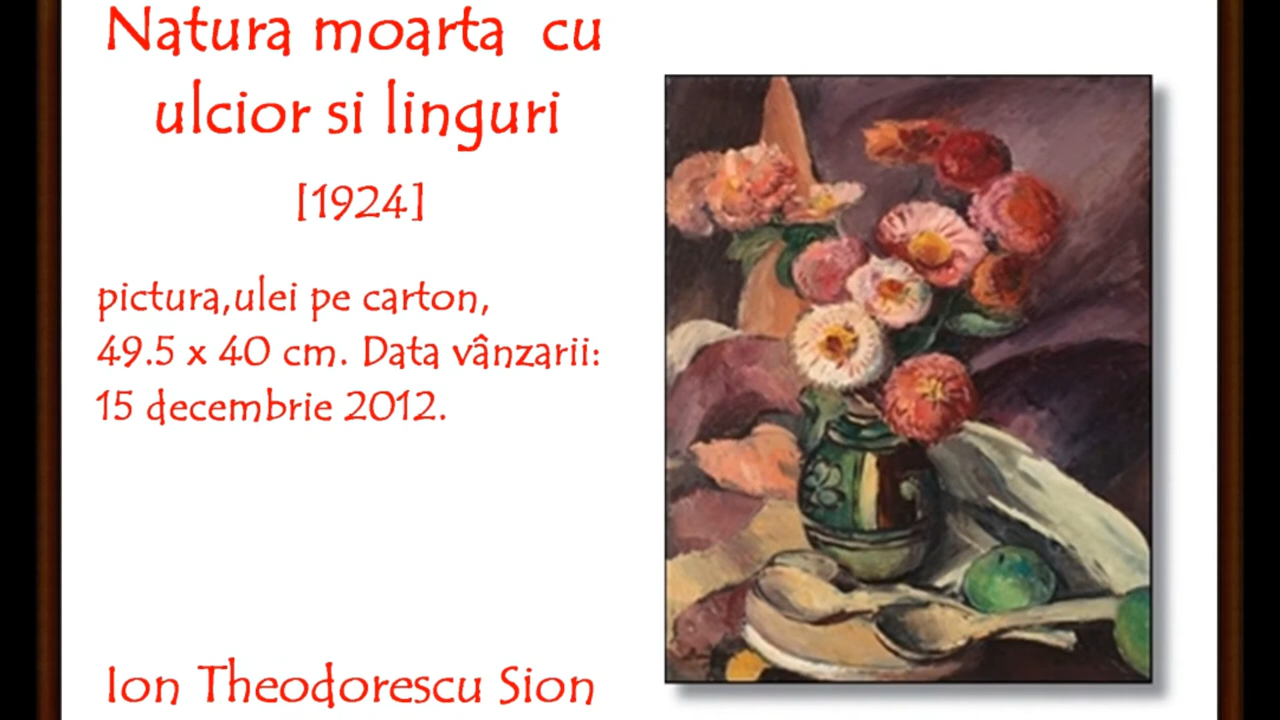 Natura moarta cu
ulcior si linguri
[1924]
pictura,ulei pe carton,
49.5 x 40 cm. Data vânzarii:
15 decembrie 2012.
Ion Theodorescu Sion